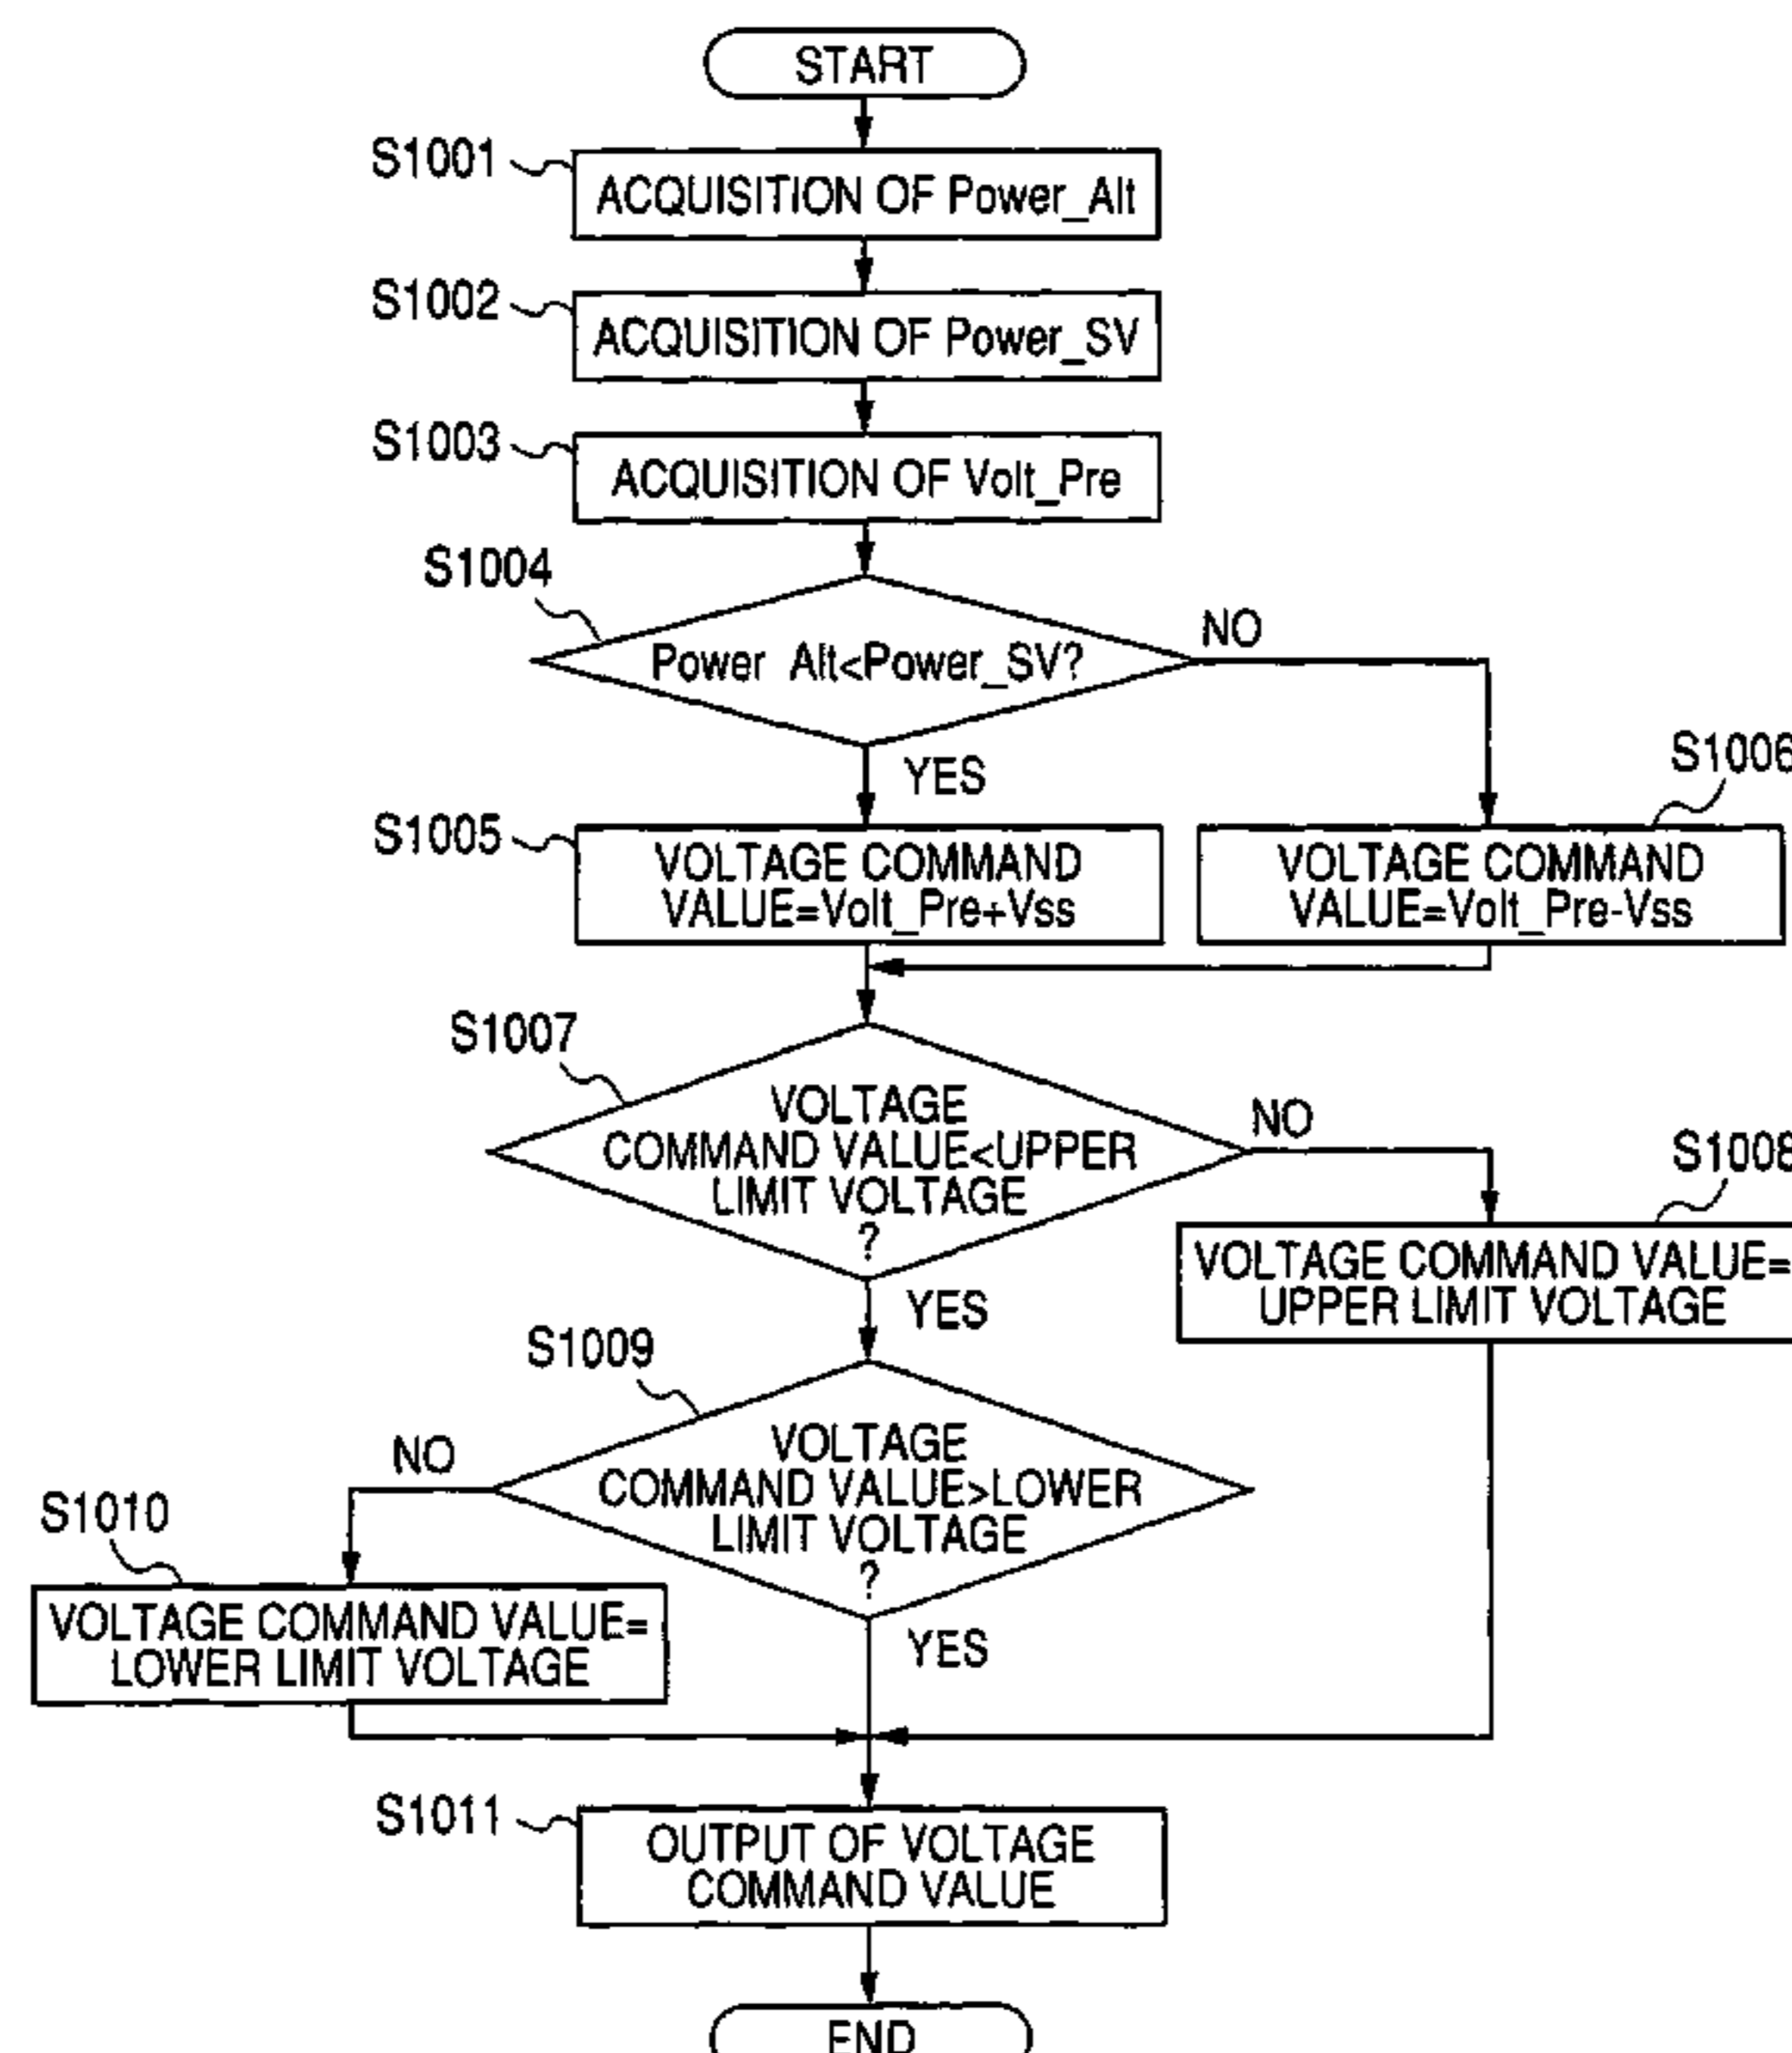 START
S1001
ACQUISITION OF Power_Alt
S1002
ACQUISITION OF Power_SV
S1003
ACQUISITION OF Volt_Pre
S1004
Power Alt<Power_SV?
NO
YES
S1005
VOLTAGE COMMAND
VALUE=Volt_Pre+Vss
S1006
VOLTAGE COMMAND
VALUE=Volt_Pre-Vss
S1007
VOLTAGE
COMMAND VALUE<UPPER
LIMIT VOLTAGE
?
NO
YES
S1008
VOLTAGE COMMAND VALUE=
UPPER LIMIT VOLTAGE
S1009
VOLTAGE
COMMAND VALUE>LOWER
LIMIT VOLTAGE
?
NO
YES
S1010
VOLTAGE COMMAND VALUE=
LOWER LIMIT VOLTAGE
S1011
OUTPUT OF VOLTAGE
COMMAND VALUE
END